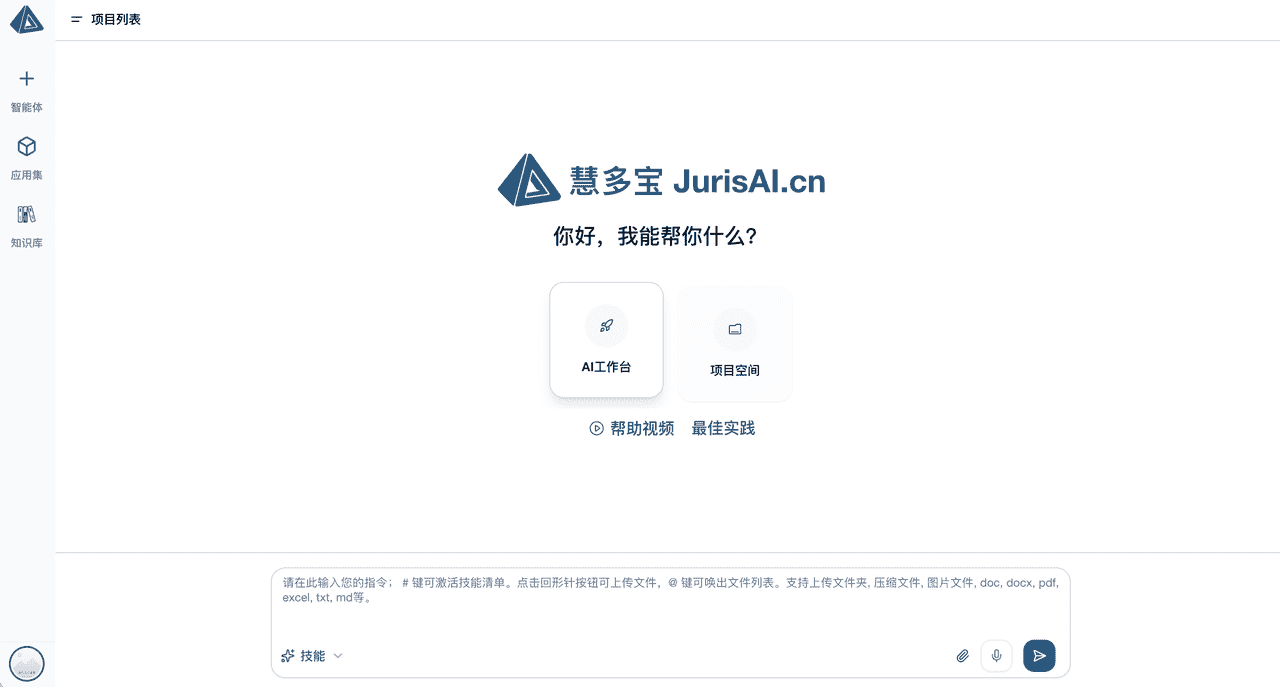 项目列表
智能体
应用集
知识库
慧多宝 JurisAI.cn
你好，我能帮你什么?
AI工作台
项目空间
帮助视频 最佳实践
请在此输入您的指令； # 键可激活技能清单。点击回形针按钮可上传文件，@ 键可唤出文件列表。支持上传文件夹, 压缩文件, 图片文件, doc, docx, pdf,
excel, txt, md等。
技能